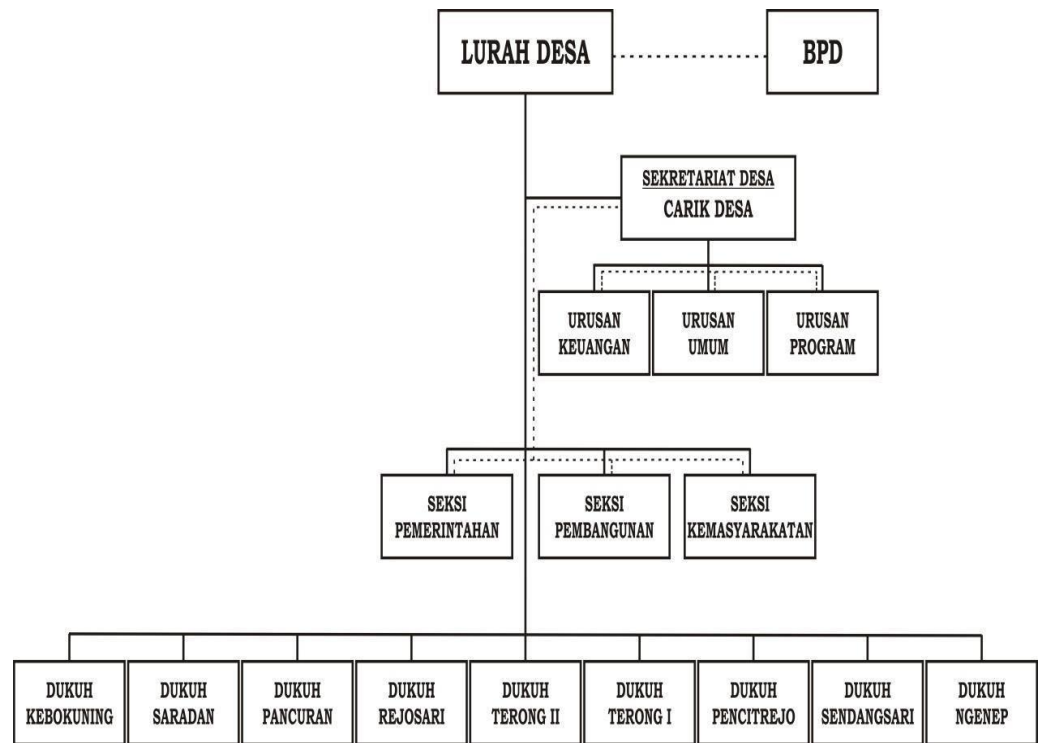 LURAH DESA
BPD
SEKRETARIAT DESA
CARIK DESA
URUSAN
KEUANGAN
URUSAN
UMUM
URUSAN
PROGRAM
SEKSI
PEMERINTAHAN
SEKSI
PEMBANGUNAN
SEKSI
KEMASYARAKATAN
DUKUH
KEBOKUNING
DUKUH
SARADAN
DUKUH
PANCURAN
DUKUH
REJOSARI
DUKUH
TERONG II
DUKUH
TERONG I
DUKUH
PENCITREJO
DUKUH
SENDANGSARI
DUKUH
NGENEP